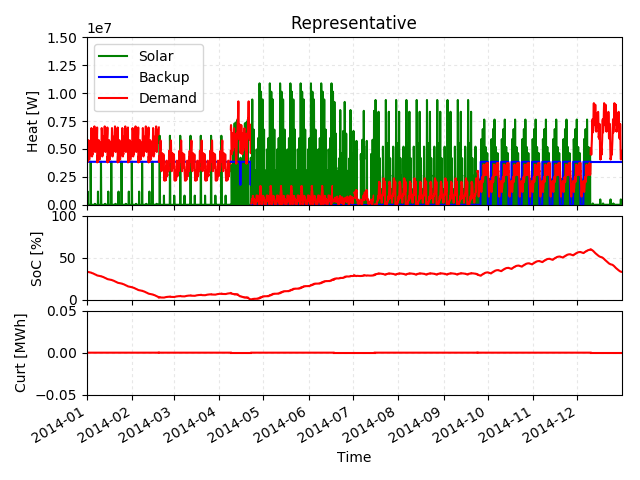 Representative
1e7
Heat [W]
1.50
1.25
1.00
0.75
0.50
0.25
0.00
Solar
Backup
Demand
SoC [%]
100
50
0
Curt [MWh]
0.05
0.00
−0.05
2014-01
2014-02
2014-03
2014-04
2014-05
2014-06
2014-07
2014-08
2014-09
2014-10
2014-11
2014-12
Time